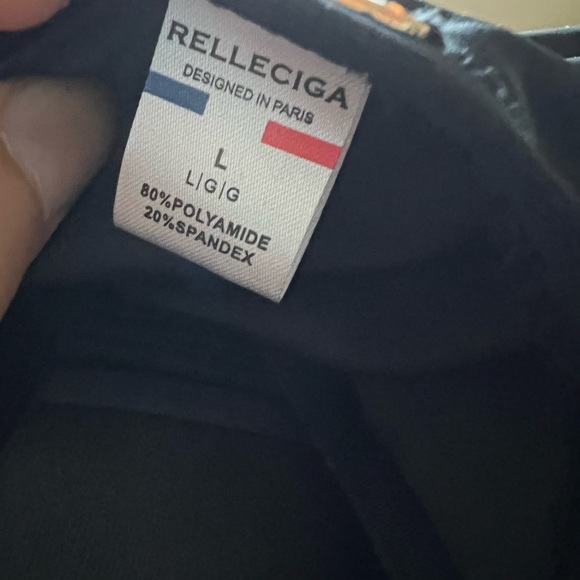 RELLECIGA
DESIGNED IN PARIS
L
L|G|G
80%POLYAMIDE
20%SPANDEX